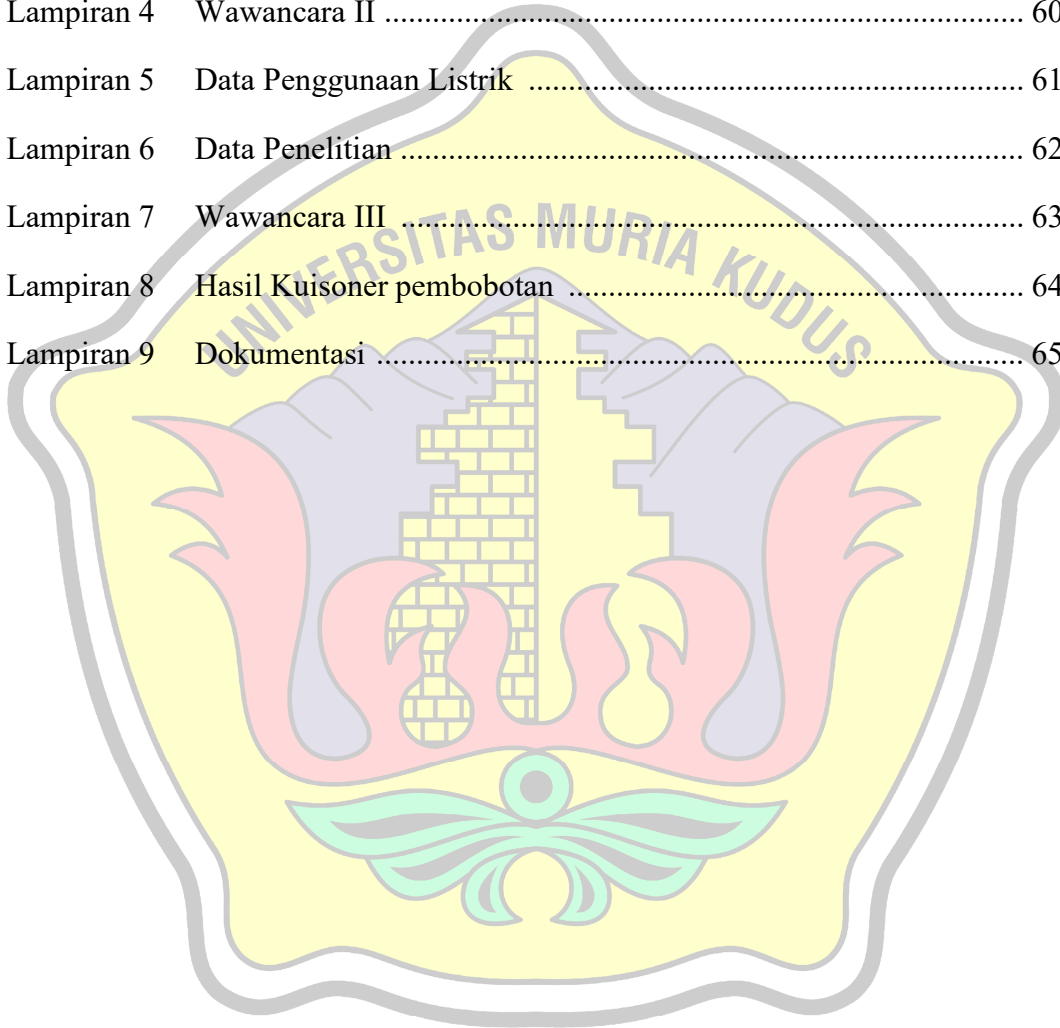 Lampiran 4 Wawancara II ................................................................................ 60
Lampiran 5 Data Penggunaan Listrik .............................................................. 61
Lampiran 6 Data Penelitian .............................................................................. 62
Lampiran 7 Wawancara III .............................................................................. 63
Lampiran 8 Hasil Kuisoner pembobotan ......................................................... 64
Lampiran 9 Dokumentasi ................................................................................. 65
UNIVERSITAS MURIA KUDUS